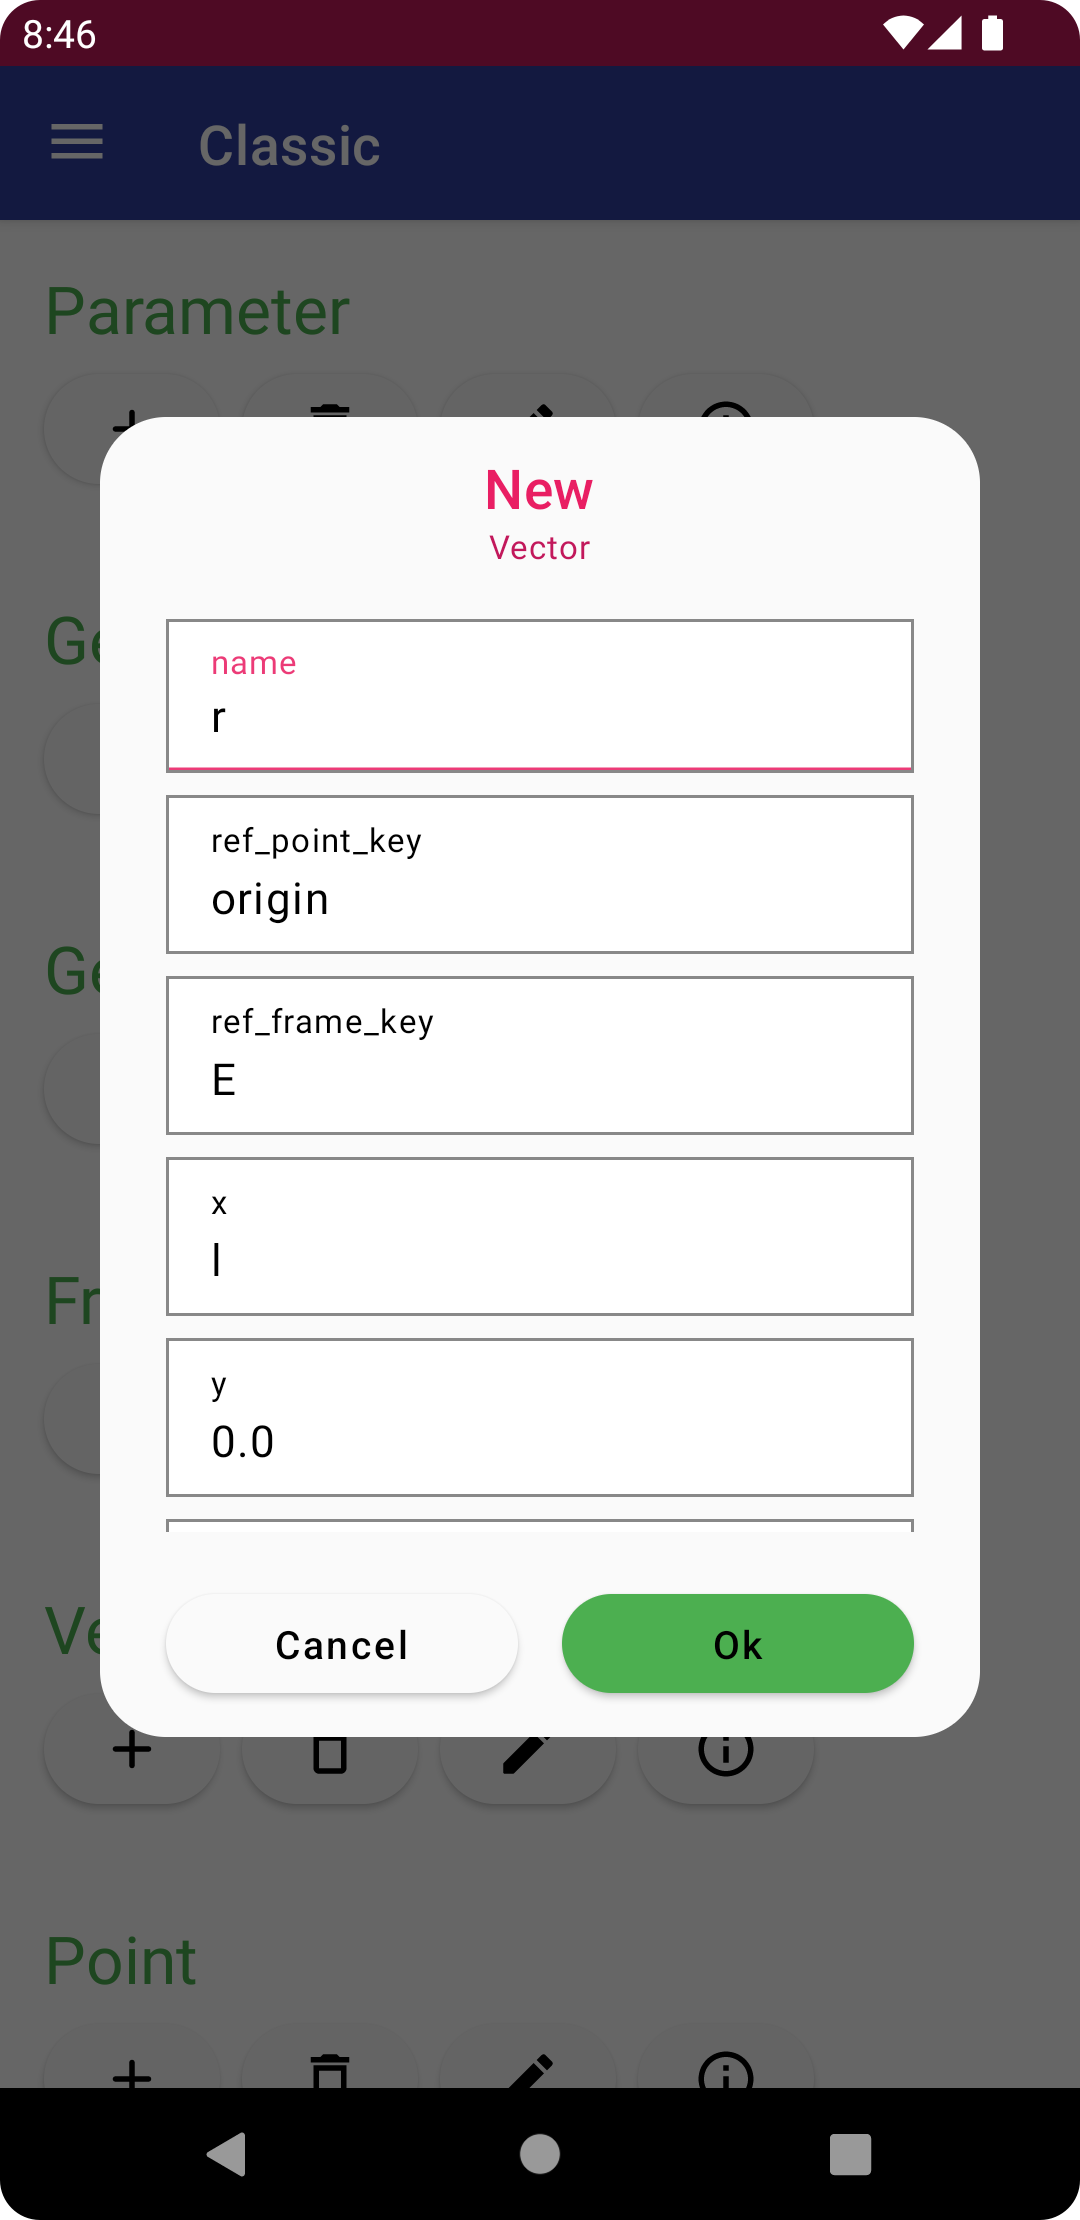 8:46
Classic
Parameter
New
Vector
Ge
name
r
ref_point_key
origin
Ge
ref_frame_key
E
x
l
Fr
y
0.0
Ve
Cancel
Ok
Point